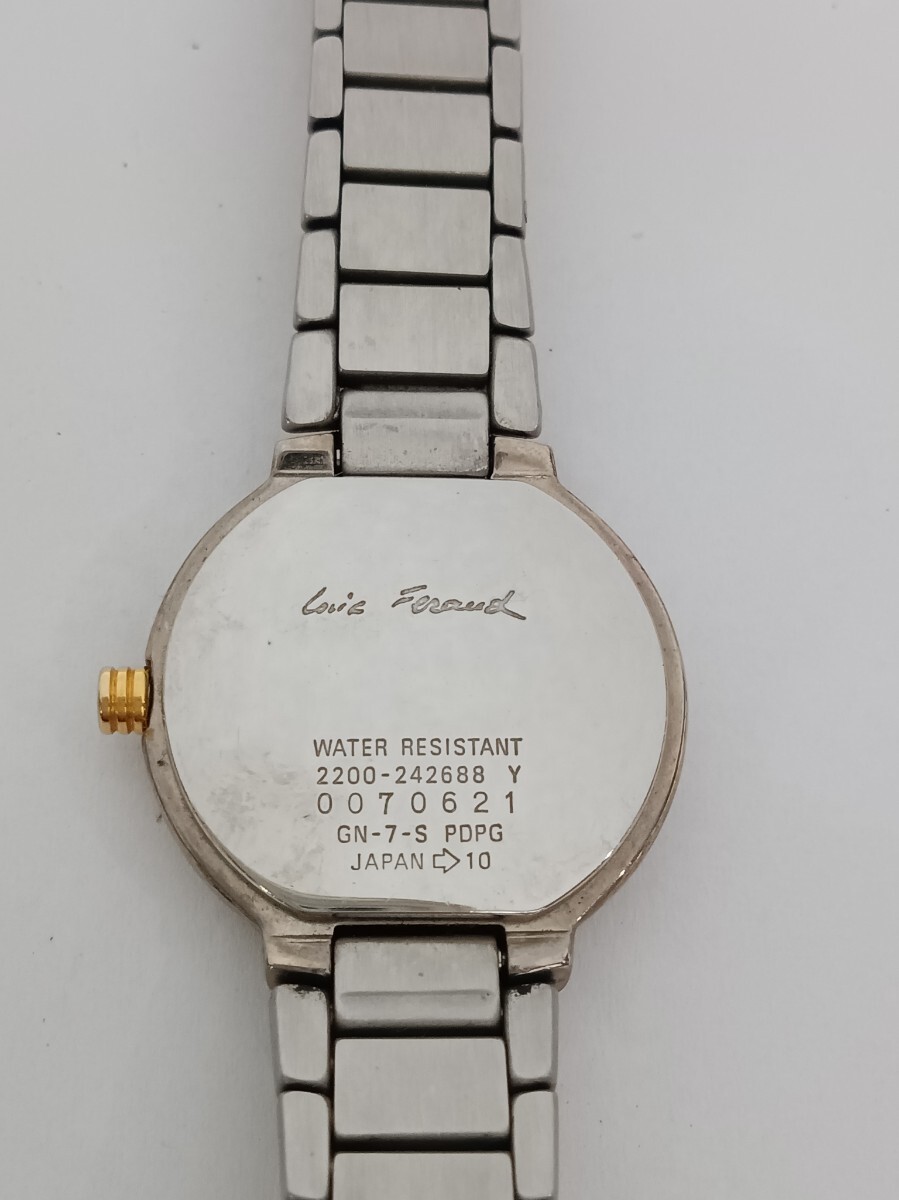 Louis Feraud
WATER RESISTANT
2200-242688 Y
0070621
GN-7-S PDPG
JAPAN ⇨10